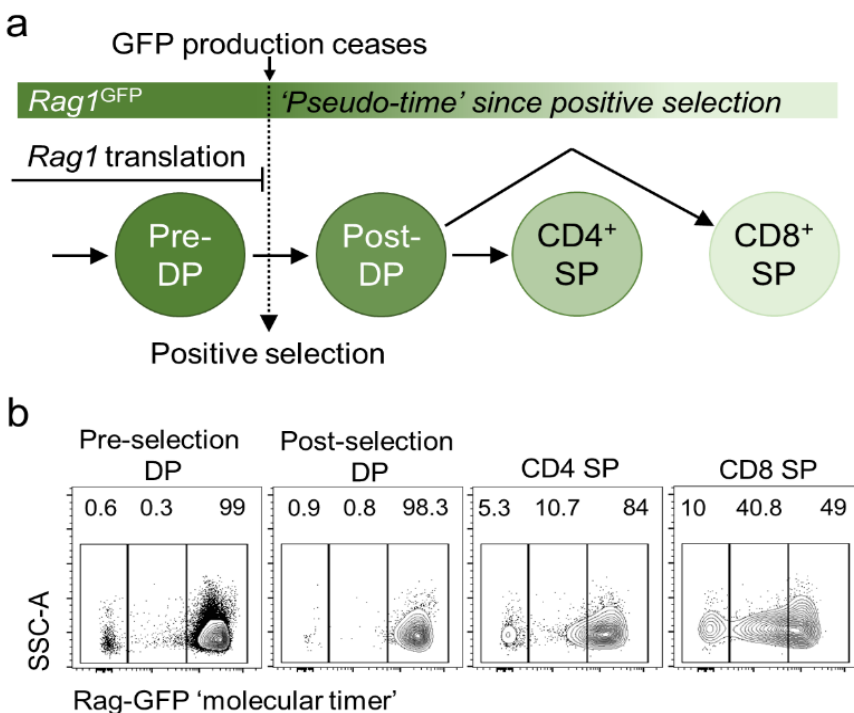 a
GFP production ceases
Rag1GFP 'Pseudo-time' since positive selection
Rag1 translation
Pre-
DP
Post-
DP
CD4+
SP
CD8+
SP
Positive selection
b
Pre-selection
DP
Post-selection
DP
CD4 SP
CD8 SP
0.6 0.3 99
0.9 0.8 98.3
5.3 10.7 84
10 40.8 49
SSC-A
Rag-GFP 'molecular timer'